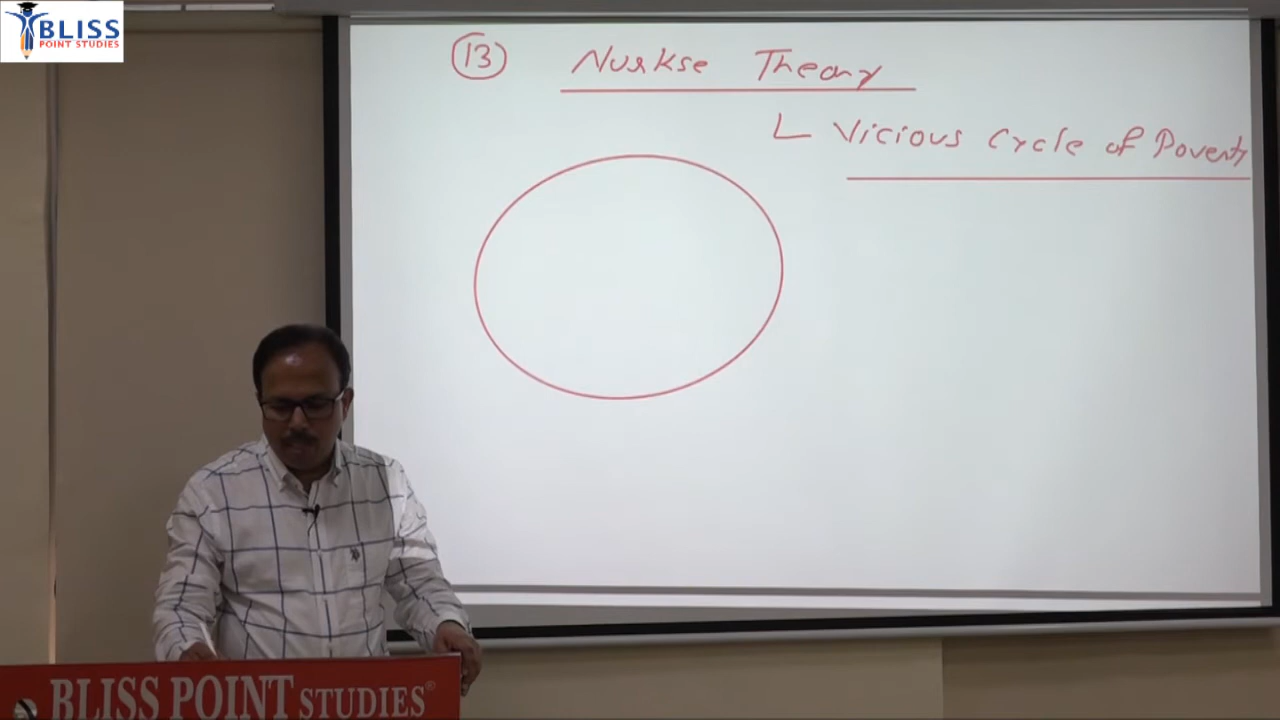 BLISS
POINT STUDIES
13 Nurkse Theory
Vicious Cycle of Poverty
BLISS POINT STUDIES®